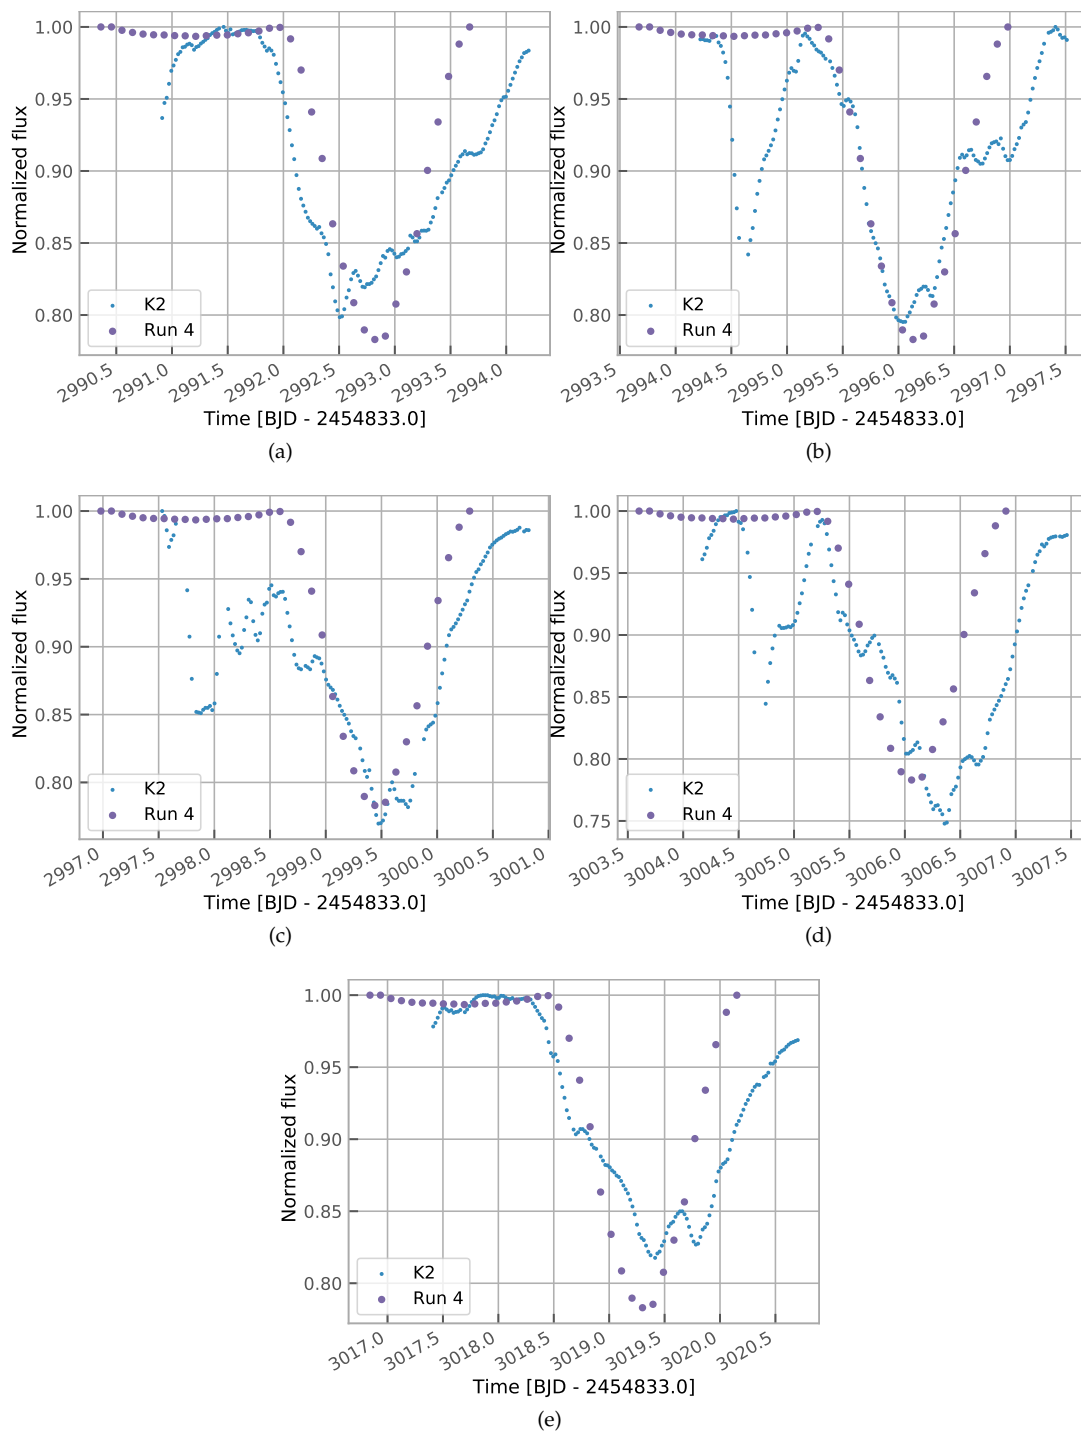 1.00
0.95
0.90
0.85
0.80
Normalized flux
K2
Run 4
2990.5 2991.0 2991.5 2992.0 2992.5 2993.0 2993.5 2994.0
Time [BJD - 2454833.0]
(a)
1.00
0.95
0.90
0.85
0.80
Normalized flux
K2
Run 4
2993.5 2994.0 2994.5 2995.0 2995.5 2996.0 2996.5 2997.0 2997.5
Time [BJD - 2454833.0]
(b)
1.00
0.95
0.90
0.85
0.80
Normalized flux
K2
Run 4
2997.0 2997.5 2998.0 2998.5 2999.0 2999.5 3000.0 3000.5 3001.0
Time [BJD - 2454833.0]
(c)
1.00
0.95
0.90
0.85
0.80
0.75
Normalized flux
K2
Run 4
3003.5 3004.0 3004.5 3005.0 3005.5 3006.0 3006.5 3007.0 3007.5
Time [BJD - 2454833.0]
(d)
1.00
0.95
0.90
0.85
0.80
Normalized flux
K2
Run 4
3017.0 3017.5 3018.0 3018.5 3019.0 3019.5 3020.0 3020.5
Time [BJD - 2454833.0]
(e)